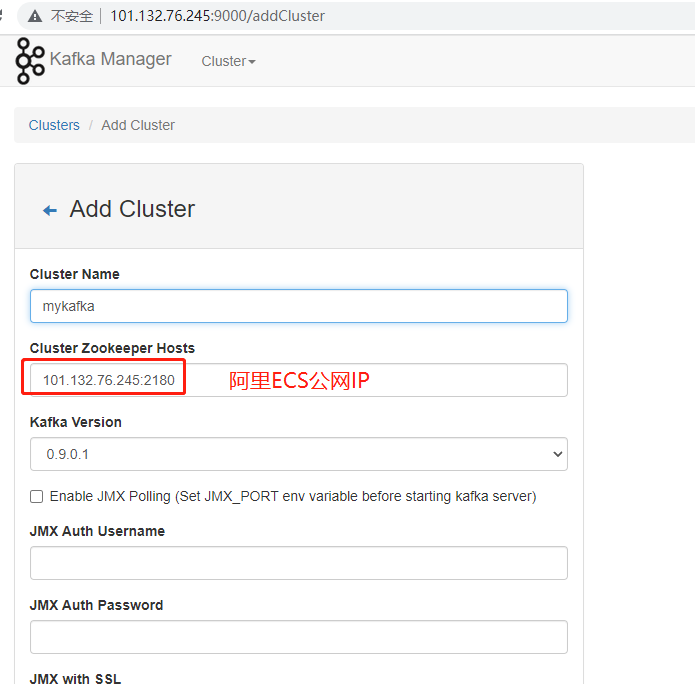 不安全 | 101.132.76.245:9000/addCluster
Kafka Manager Cluster
Clusters / Add Cluster
Add Cluster
Cluster Name
mykafka
Cluster Zookeeper Hosts
101.132.76.245:2180 阿里ECS公网IP
Kafka Version
0.9.0.1
Enable JMX Polling (Set JMX_PORT env variable before starting kafka server)
JMX Auth Username
JMX Auth Password
JMX with SSL